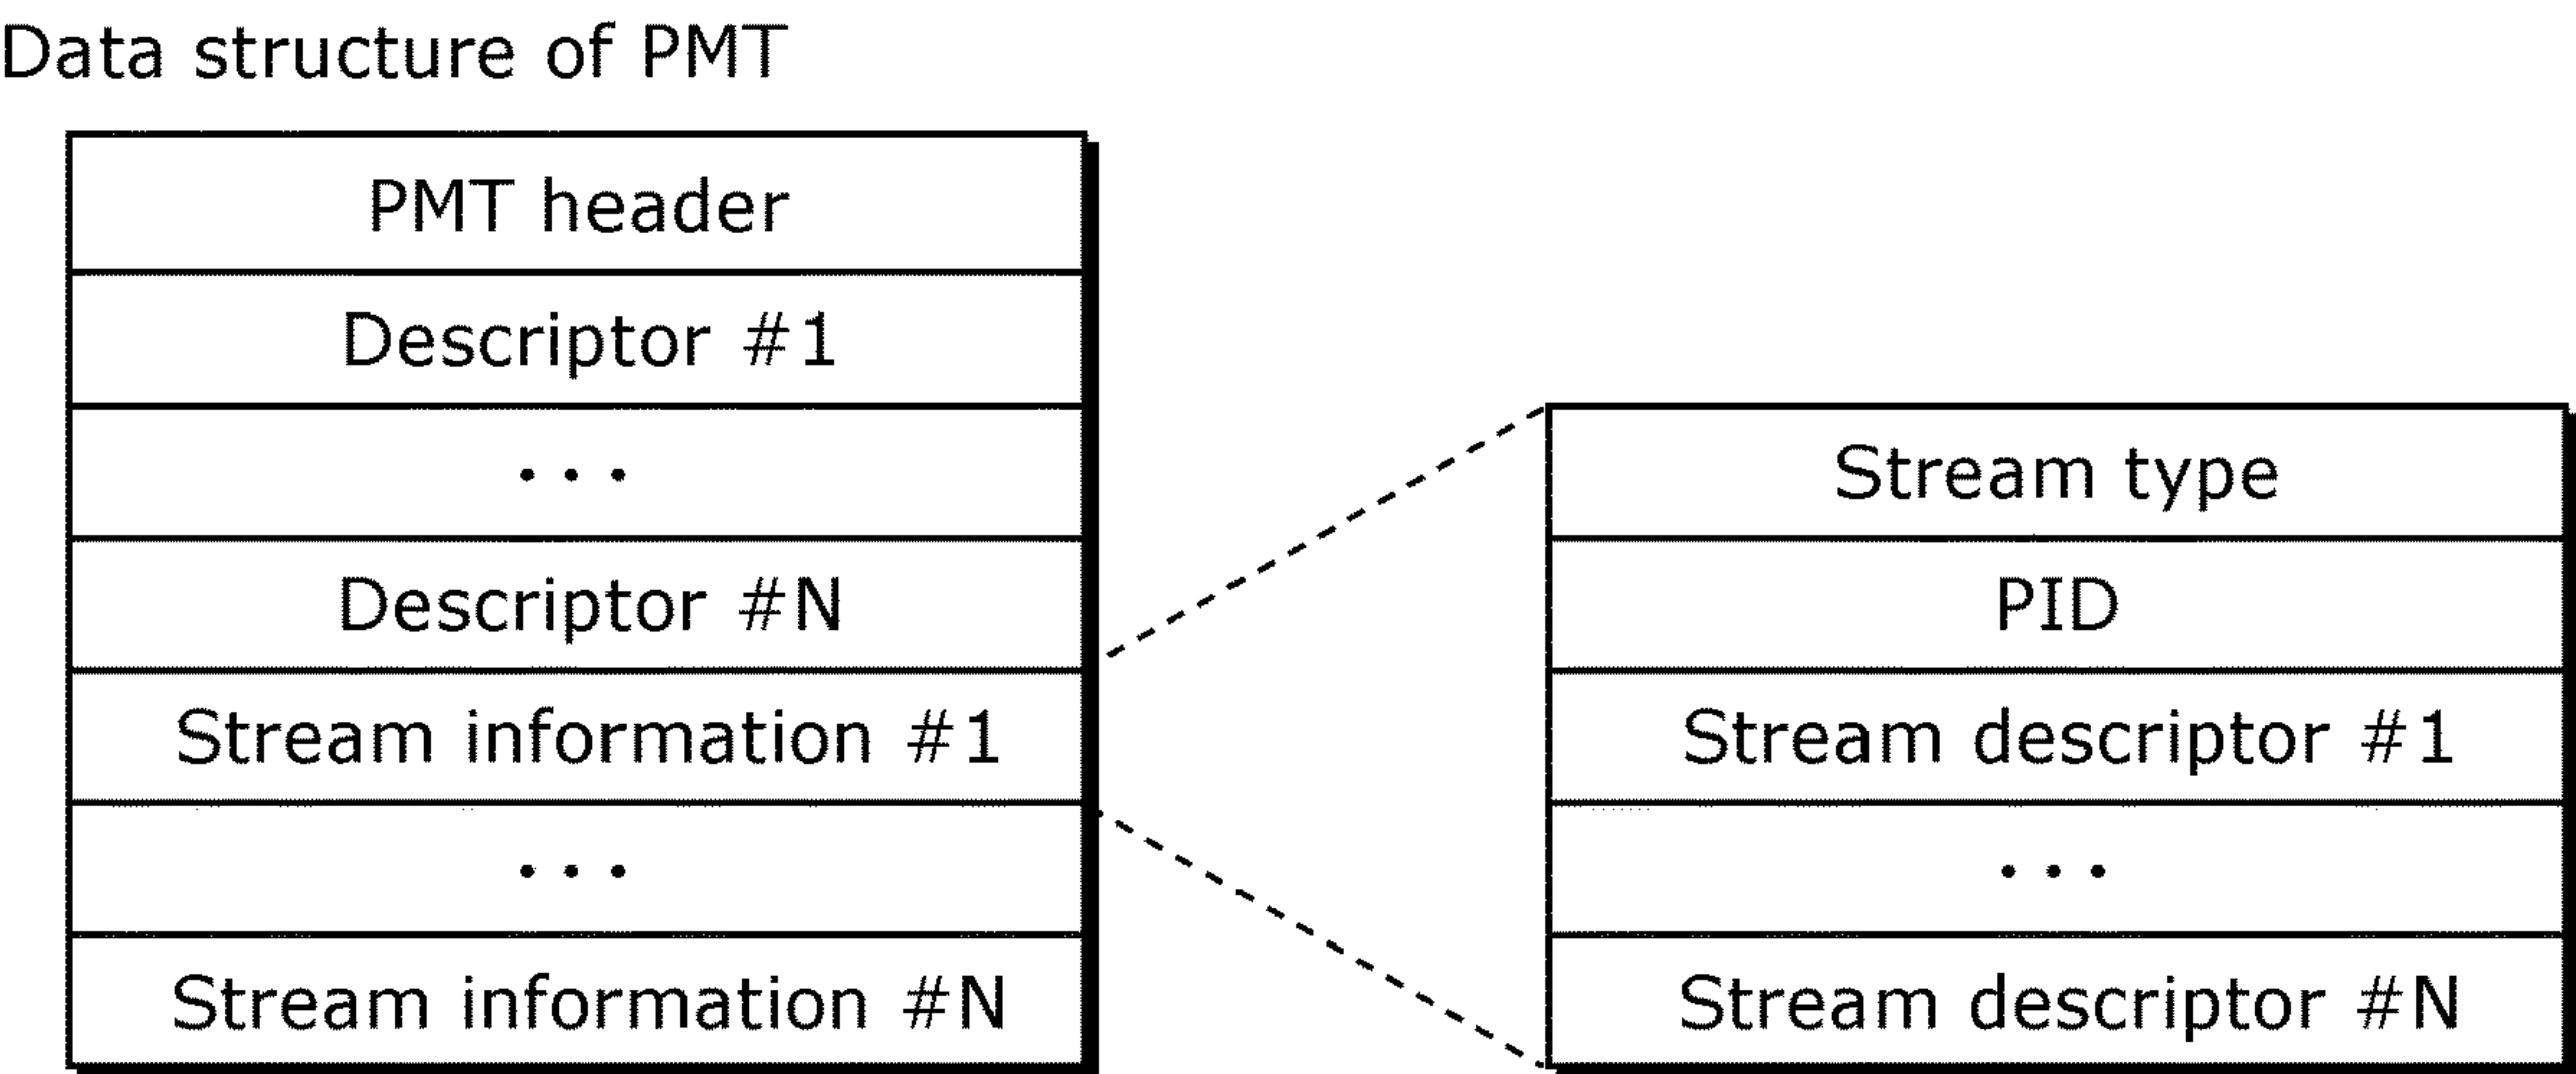 Data structure of PMT
PMT header
Descriptor #1
...
Descriptor #N
Stream information #1
...
Stream information #N
Stream type
PID
Stream descriptor #1
...
Stream descriptor #N